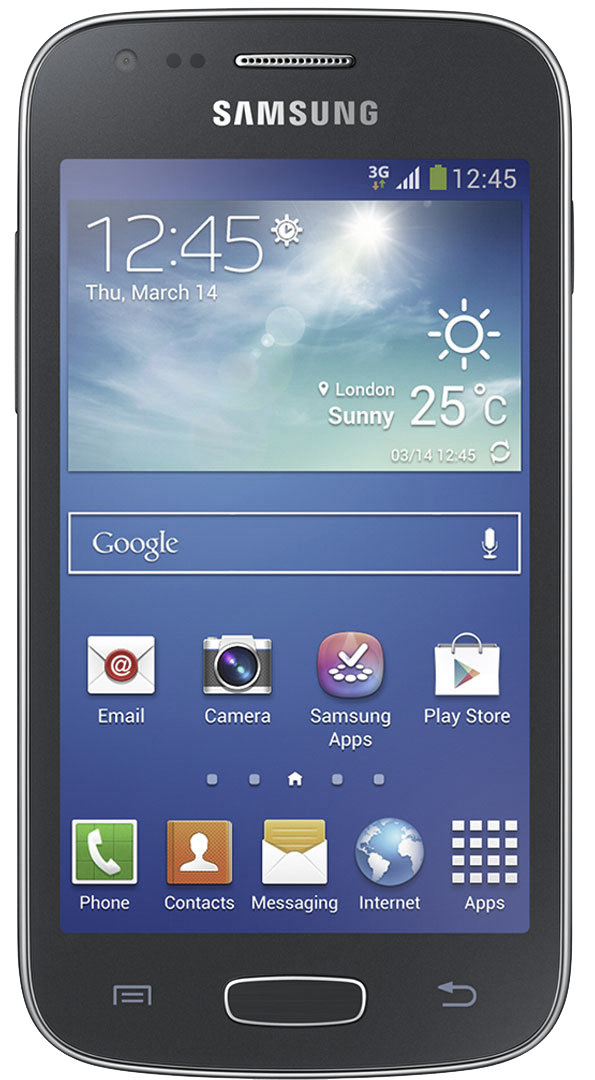 SAMSUNG
3G 12:45
12:45
Thu, March 14
London
Sunny 25°C
03/14 12:45
Google
@
Email Camera Samsung Apps Play Store
Phone Contacts Messaging Internet Apps